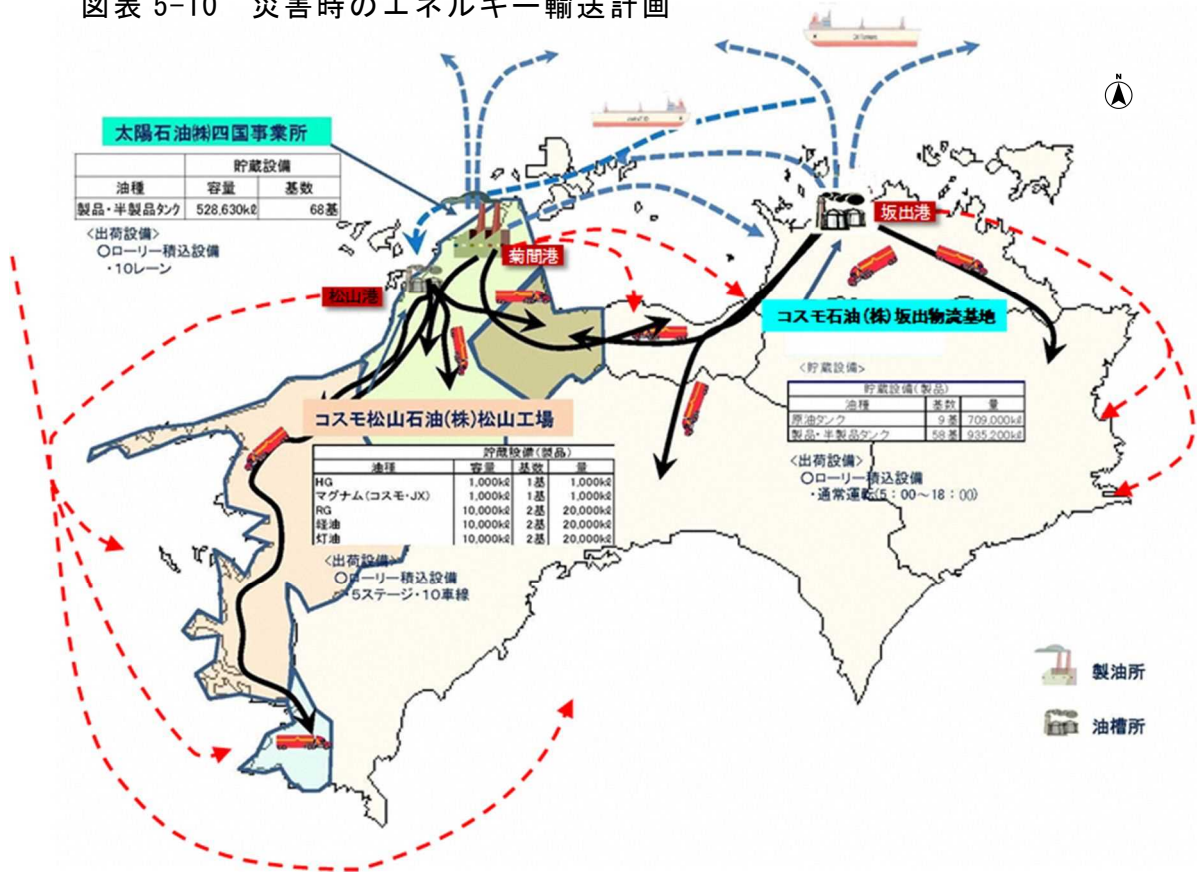 図表 5-10 災害時のエネルギー輸送計画
N
太陽石油㈱四国事業所
貯蔵設備
油種 容量 基数
製品・半製品タンク 528,630kℓ 68基
<出荷設備>
○ローリー積込設備
・10レーン
菊間港
松山港
坂出港
コスモ石油(株)坂出物流基地
<貯蔵設備>
貯蔵設備(製品)
油種 基数 量
原油タンク 9基 709,000kℓ
製品・半製品タンク 58基 935,200kℓ
<出荷設備>
○ローリー積込設備
・通常運転(5:00~18:00)
コスモ松山石油(株)松山工場
貯蔵設備(製品)
油種 容量 基数 量
HG 1,000kℓ 1基 1,000kℓ
マグナム(コスモ・JX) 1,000kℓ 1基 1,000kℓ
RG 10,000kℓ 2基 20,000kℓ
軽油 10,000kℓ 2基 20,000kℓ
灯油 10,000kℓ 2基 20,000kℓ
<出荷設備>
○ローリー積込設備
・5ステージ・10車線
製油所
油槽所